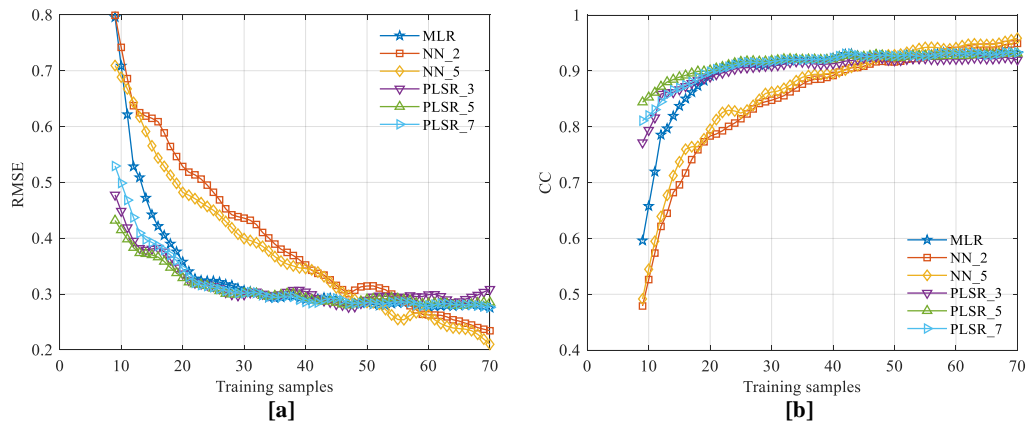 0.8
0.7
0.6
0.5
0.4
0.3
0.2
RMSE
0 10 20 30 40 50 60 70
Training samples
MLR
NN_2
NN_5
PLSR_3
PLSR_5
PLSR_7
[a]
1
0.9
0.8
0.7
0.6
0.5
0.4
CC
0 10 20 30 40 50 60 70
Training samples
MLR
NN_2
NN_5
PLSR_3
PLSR_5
PLSR_7
[b]